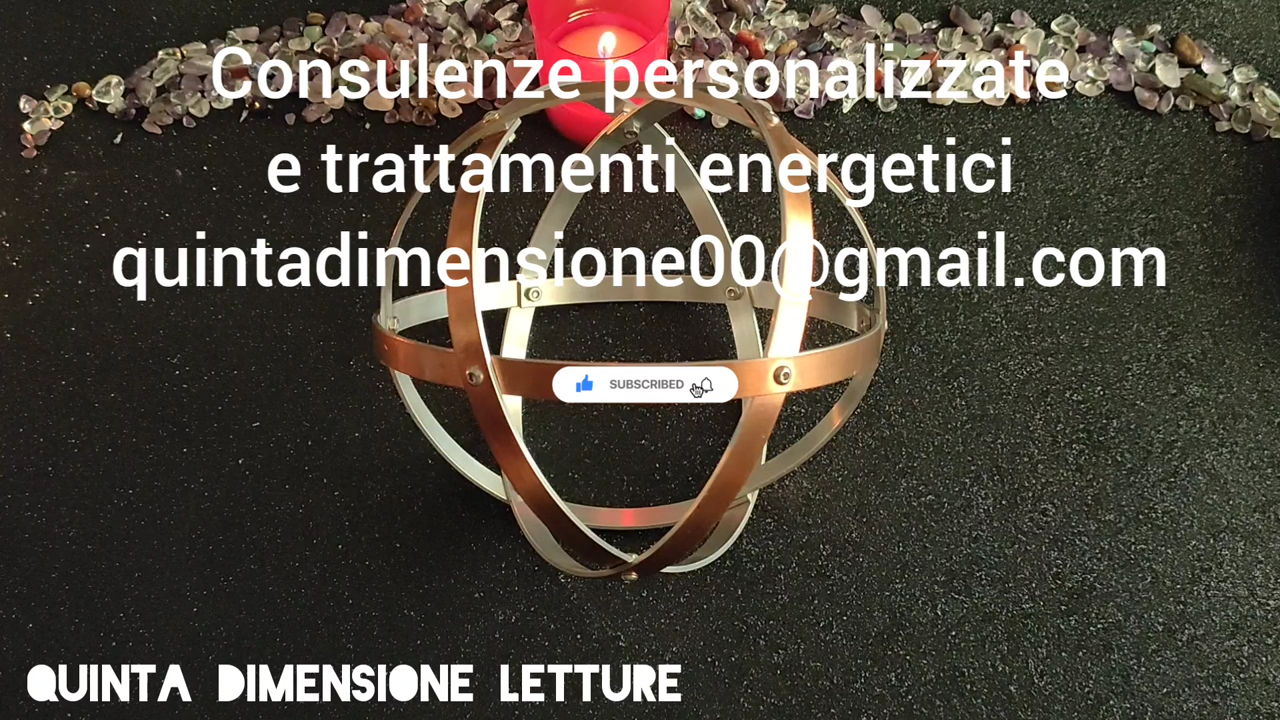 Consulenze personalizzate
e trattamenti energetici
quintadimensione00@gmail.com
SUBSCRIBED
QUINTA DIMENSIONE LETTURE